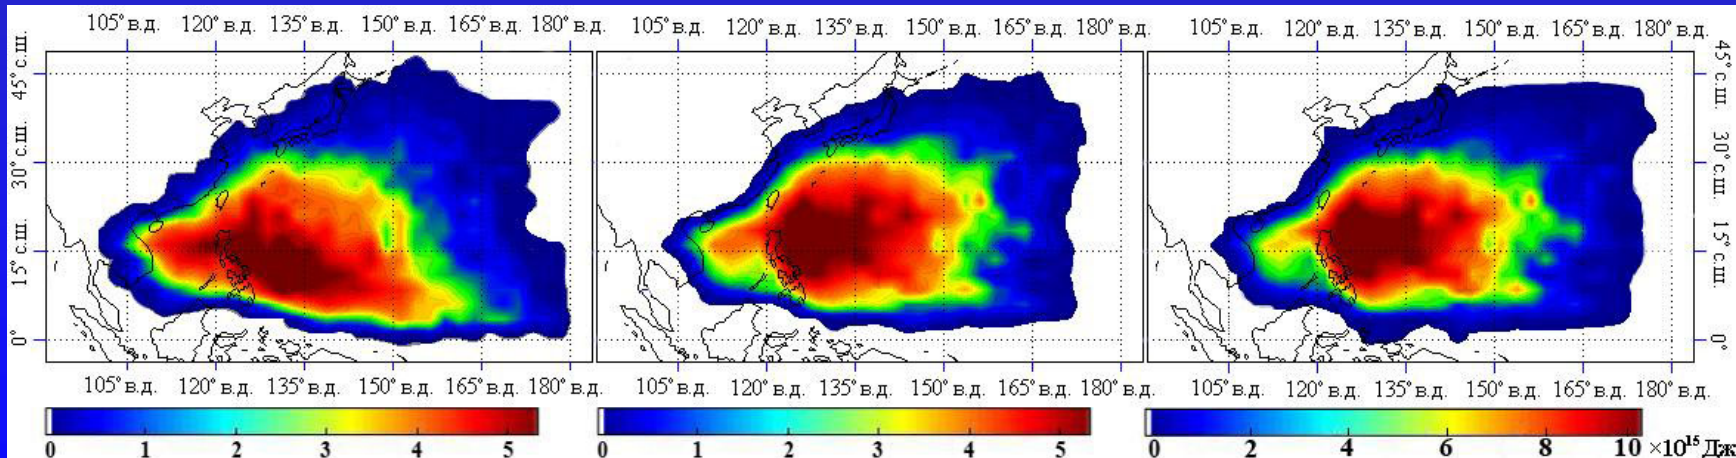 105° в.д. 120° в.д. 135° в.д. 150° в.д. 165° в.д. 180° в.д. 105° в.д. 120° в.д. 135° в.д. 150° в.д. 165° в.д. 180° в.д. 105° в.д. 120° в.д. 135° в.д. 150° в.д. 165° в.д. 180° в.д.
45° с.ш. 45° с.ш.
30° с.ш. 30° с.ш.
15° с.ш. 15° с.ш.
0° 0°
105° в.д. 120° в.д. 135° в.д. 150° в.д. 165° в.д. 180° в.д. 105° в.д. 120° в.д. 135° в.д. 150° в.д. 165° в.д. 180° в.д. 105° в.д. 120° в.д. 135° в.д. 150° в.д. 165° в.д. 180° в.д.
0 1 2 3 4 5 0 1 2 3 4 5 0 2 4 6 8 10 ×10¹⁵ Дж